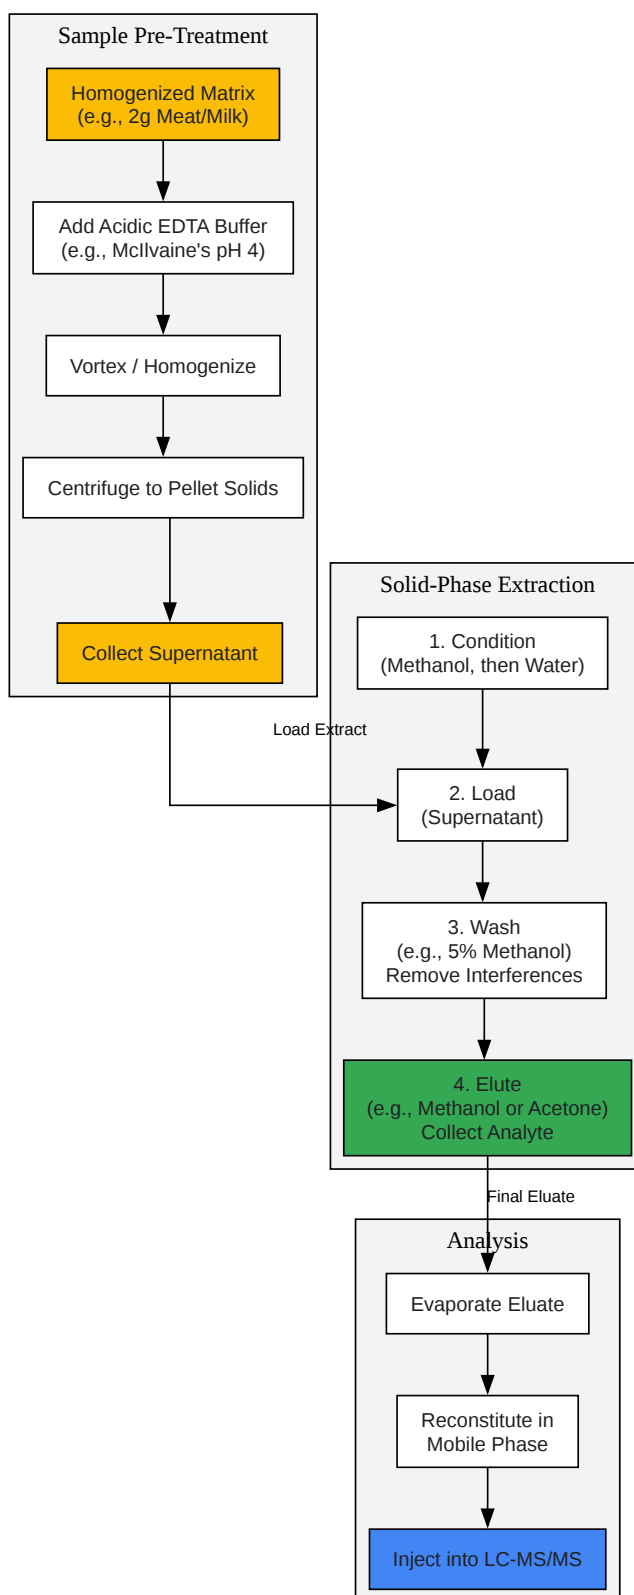 Sample Pre-Treatment
Homogenized Matrix
(e.g., 2g Meat/Milk)
Add Acidic EDTA Buffer
(e.g., McIlvaine's pH 4)
Vortex / Homogenize
Centrifuge to Pellet Solids
Collect Supernatant
Load Extract
Solid-Phase Extraction
1. Condition
(Methanol, then Water)
2. Load
(Supernatant)
3. Wash
(e.g., 5% Methanol)
Remove Interferences
4. Elute
(e.g., Methanol or Acetone)
Collect Analyte
Final Eluate
Analysis
Evaporate Eluate
Reconstitute in
Mobile Phase
Inject into LC-MS/MS